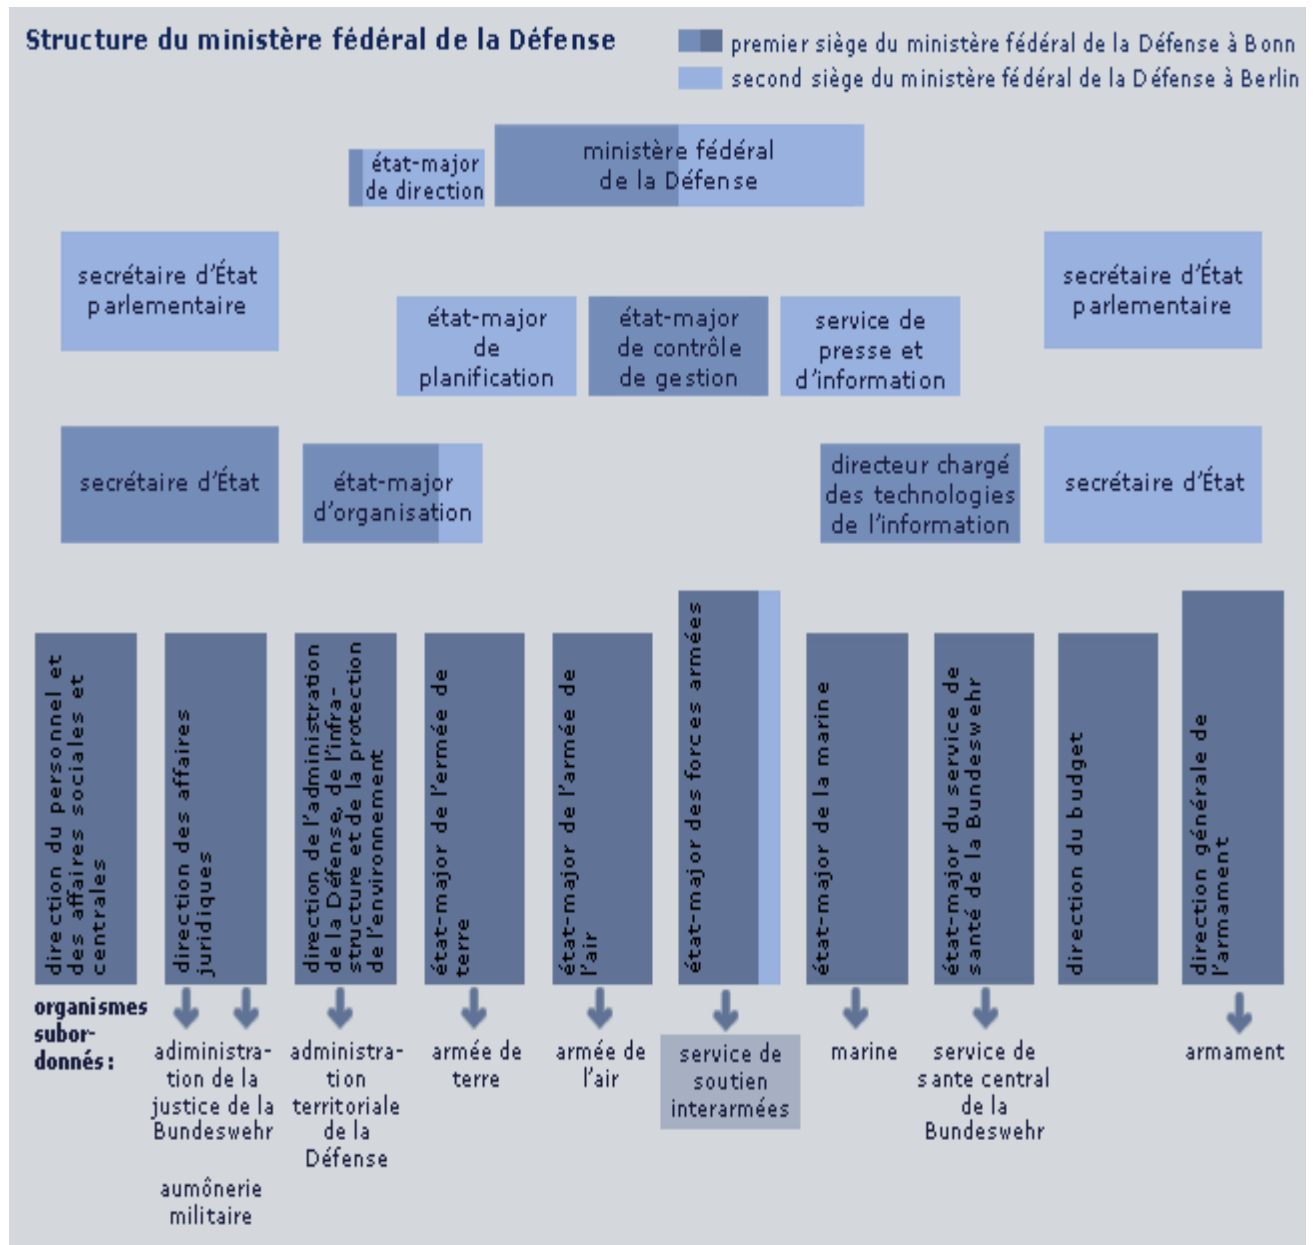 Structure du ministère fédéral de la Défense
premier siège du ministère fédéral de la Défense à Bonn
second siège du ministère fédéral de la Défense à Berlin
état-major
de direction
ministère fédéral
de la Défense
secrétaire d'État
parlementaire
état-major
de
planification
état-major
de contrôle
de gestion
service de
presse et
d'information
secrétaire d'État
parlementaire
secrétaire d'État
état-major
d'organisation
directeur chargé
des technologies
de l'information
secrétaire d'État
direction du personnel et
des affaires sociales et
centrales
direction des affaires
juridiques
direction de l'administration
de la Défense, de l'infra-
structure et de la protection
de l'environnement
état-major de l'ermée de
terre
état-major de l'armée de
l'air
état-major des forces armées
état-major de la marine
état-major du service de
santé de la Bundeswehr
direction du budget
direction générale de
l'armament
organismes
subor-
donnés :
adiministra-
tion de la
justice de la
Bundeswehr
aumônerie
militaire
administra-
tion
territoriale
de la
Défense
armée de
terre
armée de
l'air
service de
soutien
interarmées
marine
service de
sante central
de la
Bundeswehr
armament